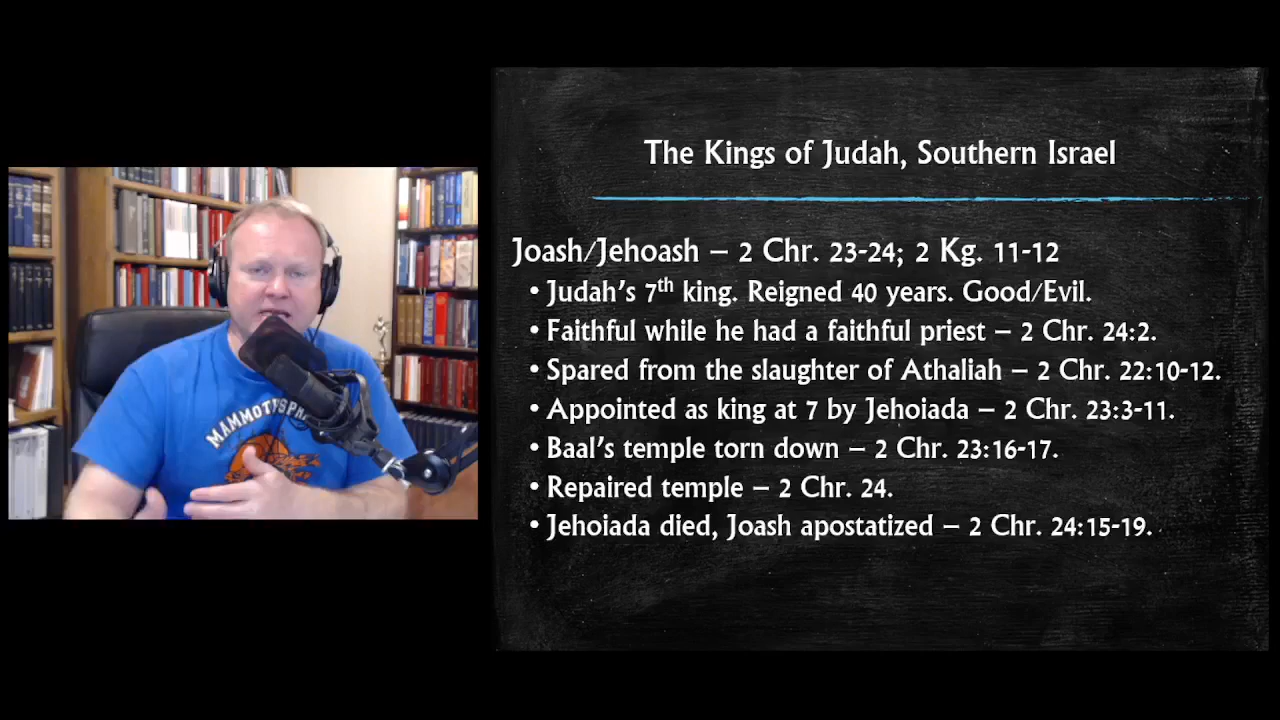 The Kings of Judah, Southern Israel
Joash/Jehoash – 2 Chr. 23-24; 2 Kg. 11-12
• Judah's 7th king. Reigned 40 years. Good/Evil.
• Faithful while he had a faithful priest – 2 Chr. 24:2.
• Spared from the slaughter of Athaliah – 2 Chr. 22:10-12.
• Appointed as king at 7 by Jehoiada – 2 Chr. 23:3-11.
• Baal's temple torn down – 2 Chr. 23:16-17.
• Repaired temple – 2 Chr. 24.
• Jehoiada died, Joash apostatized – 2 Chr. 24:15-19.